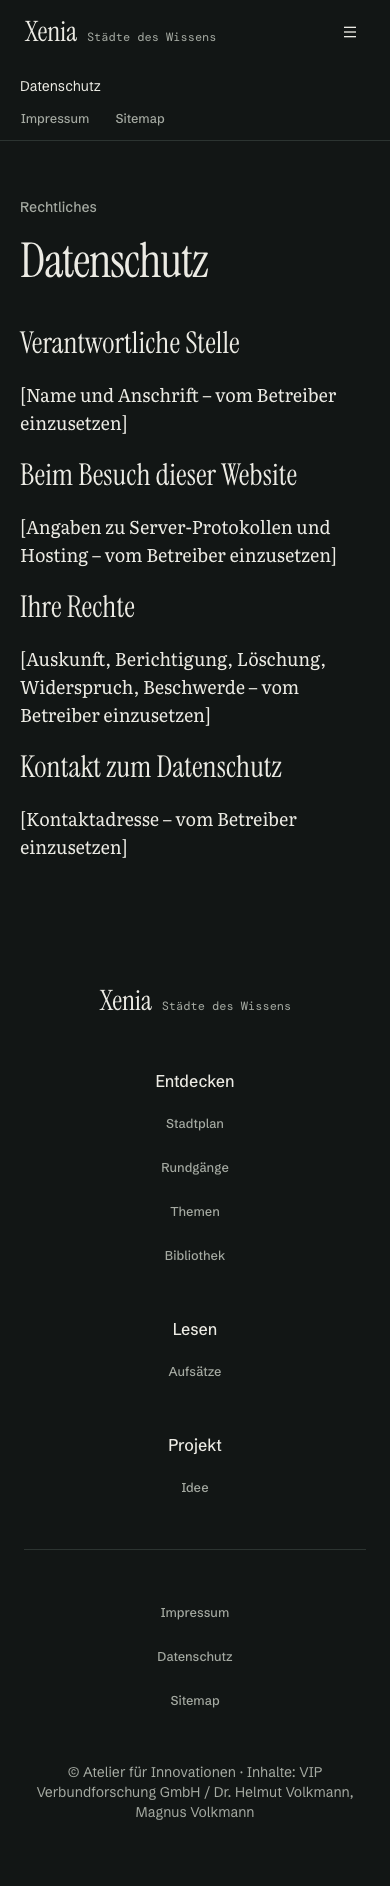 Xenia Städte des Wissens
Datenschutz
Impressum Sitemap
Rechtliches
Datenschutz
Verantwortliche Stelle
[Name und Anschrift – vom Betreiber
einzusetzen]
Beim Besuch dieser Website
[Angaben zu Server-Protokollen und
Hosting – vom Betreiber einzusetzen]
Ihre Rechte
[Auskunft, Berichtigung, Löschung,
Widerspruch, Beschwerde – vom
Betreiber einzusetzen]
Kontakt zum Datenschutz
[Kontaktadresse – vom Betreiber
einzusetzen]
Xenia Städte des Wissens
Entdecken
Stadtplan
Rundgänge
Themen
Bibliothek
Lesen
Aufsätze
Projekt
Idee
Impressum
Datenschutz
Sitemap
© Atelier für Innovationen · Inhalte: VIP
Verbundforschung GmbH / Dr. Helmut Volkmann,
Magnus Volkmann